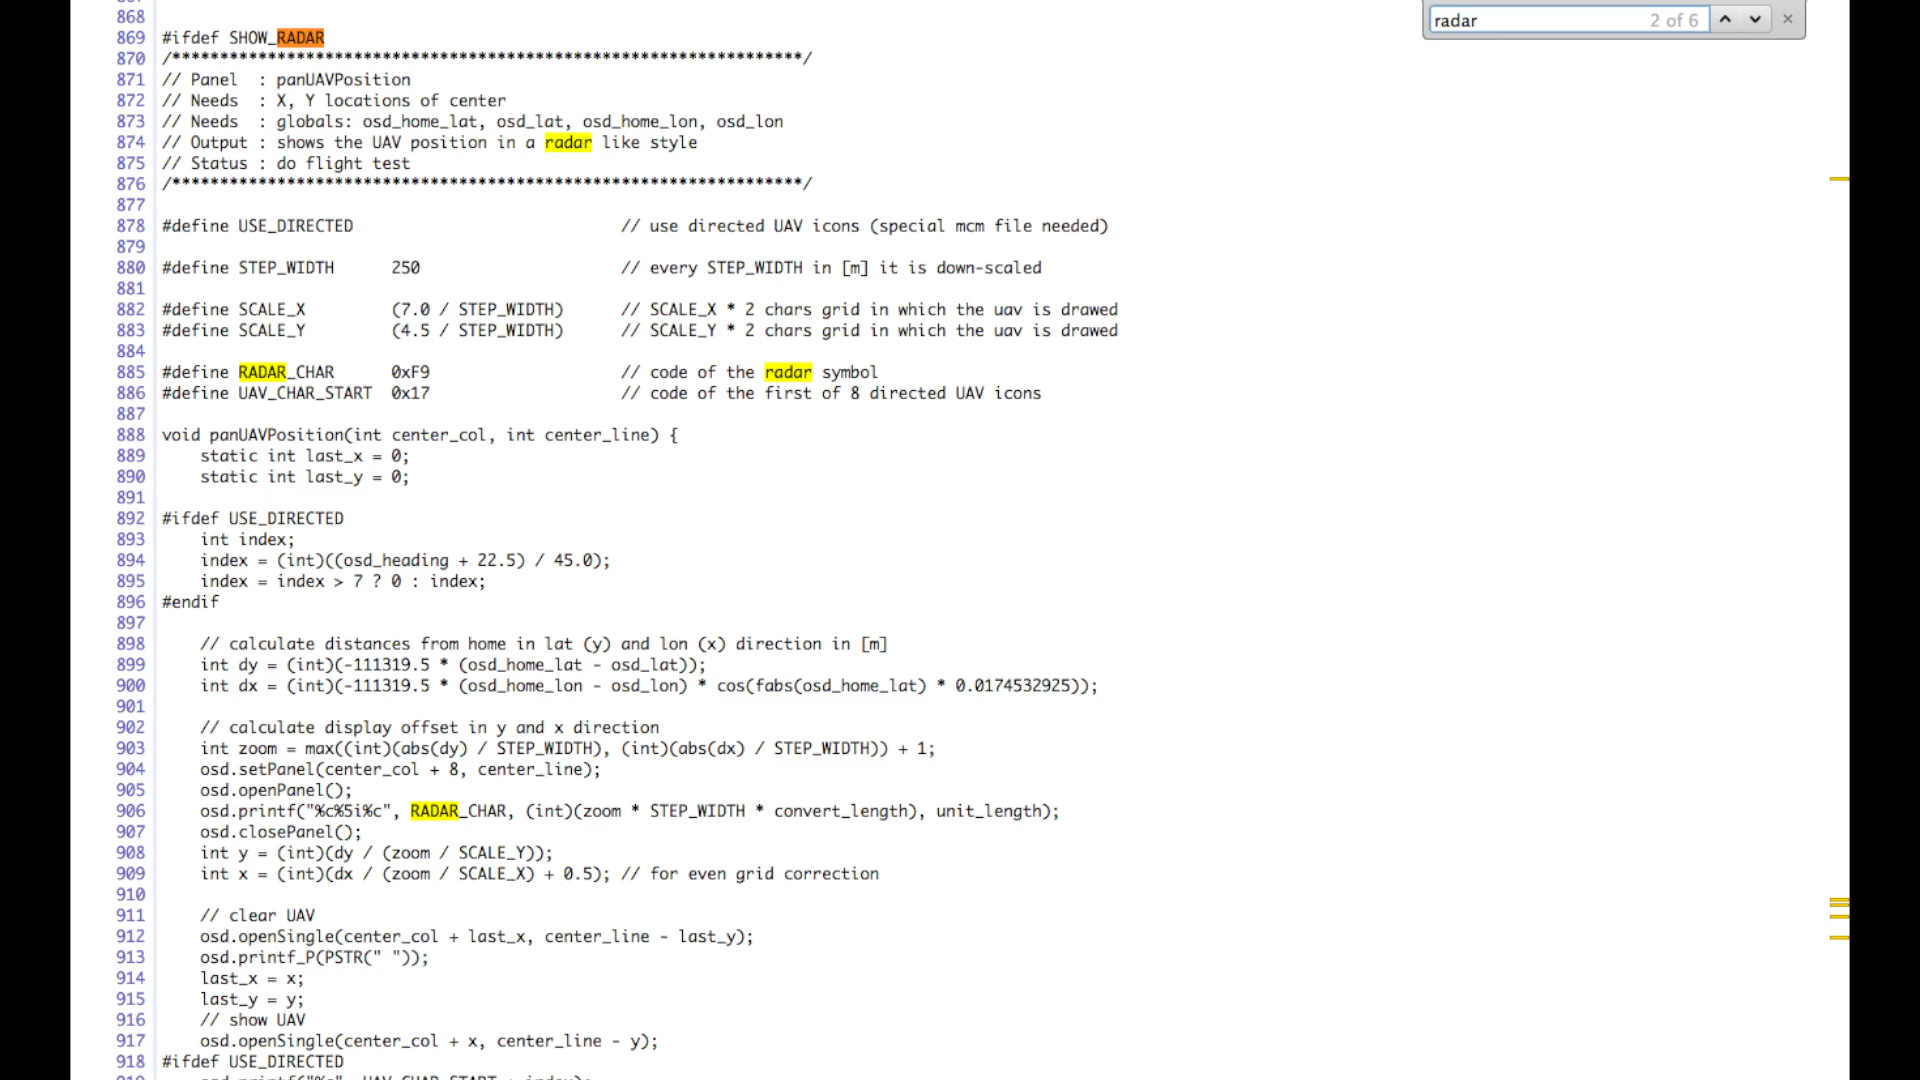 radar 2 of 6
868
869 #ifdef SHOW_RADAR
870 /******************************************************************/
871 // Panel  : panUAVPosition
872 // Needs  : X, Y locations of center
873 // Needs  : globals: osd_home_lat, osd_lat, osd_home_lon, osd_lon
874 // Output : shows the UAV position in a radar like style
875 // Status : do flight test
876 /******************************************************************/
877
878 #define USE_DIRECTED                            // use directed UAV icons (special mcm file needed)
879
880 #define STEP_WIDTH      250                     // every STEP_WIDTH in [m] it is down-scaled
881
882 #define SCALE_X         (7.0 / STEP_WIDTH)      // SCALE_X * 2 chars grid in which the uav is drawed
883 #define SCALE_Y         (4.5 / STEP_WIDTH)      // SCALE_Y * 2 chars grid in which the uav is drawed
884
885 #define RADAR_CHAR      0xF9                    // code of the radar symbol
886 #define UAV_CHAR_START  0x17                    // code of the first of 8 directed UAV icons
887
888 void panUAVPosition(int center_col, int center_line) {
889     static int last_x = 0;
890     static int last_y = 0;
891
892 #ifdef USE_DIRECTED
893     int index;
894     index = (int)((osd_heading + 22.5) / 45.0);
895     index = index > 7 ? 0 : index;
896 #endif
897
898     // calculate distances from home in lat (y) and lon (x) direction in [m]
899     int dy = (int)(-111319.5 * (osd_home_lat - osd_lat));
900     int dx = (int)(-111319.5 * (osd_home_lon - osd_lon) * cos(fabs(osd_home_lat) * 0.0174532925));
901
902     // calculate display offset in y and x direction
903     int zoom = max((int)(abs(dy) / STEP_WIDTH), (int)(abs(dx) / STEP_WIDTH)) + 1;
904     osd.setPanel(center_col + 8, center_line);
905     osd.openPanel();
906     osd.printf("%c%5i%c", RADAR_CHAR, (int)(zoom * STEP_WIDTH * convert_length), unit_length);
907     osd.closePanel();
908     int y = (int)(dy / (zoom / SCALE_Y));
909     int x = (int)(dx / (zoom / SCALE_X) + 0.5); // for even grid correction
910
911     // clear UAV
912     osd.openSingle(center_col + last_x, center_line - last_y);
913     osd.printf_P(PSTR(" "));
914     last_x = x;
915     last_y = y;
916     // show UAV
917     osd.openSingle(center_col + x, center_line - y);
918 #ifdef USE_DIRECTED